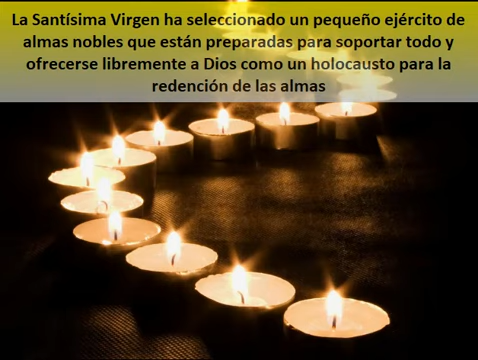 La Santísima Virgen ha seleccionado un pequeño ejército de
almas nobles que están preparadas para soportar todo y
ofrecerse libremente a Dios como un holocausto para la
redención de las almas